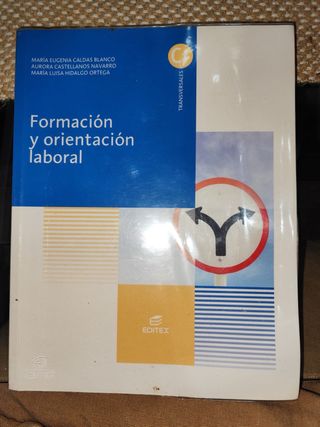 MARÍA EUGENIA CALDAS BLANCO
AURORA CASTELLANOS NAVARRO
MARÍA LUISA HIDALGO ORTEGA
TRANSVERSALES
Formación
y orientación
laboral
EDITEX